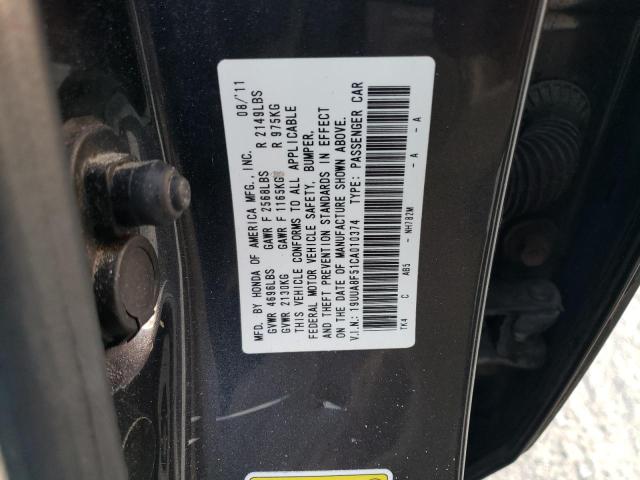 MFD. BY HONDA OF AMERICA MFG., INC. 08/'11
GVWR 4696LBS GAWR F 2568LBS R 2149LBS
GVWR 2130KG GAWR F 1165KG R 975KG
THIS VEHICLE CONFORMS TO ALL APPLICABLE
FEDERAL MOTOR VEHICLE SAFETY, BUMPER,
AND THEFT PREVENTION STANDARDS IN EFFECT
ON THE DATE OF MANUFACTURE SHOWN ABOVE.
V.I.N.: 19UUA8F51CA010374 TYPE: PASSENGER CAR
TK4 C AB5 - NH782M A - A